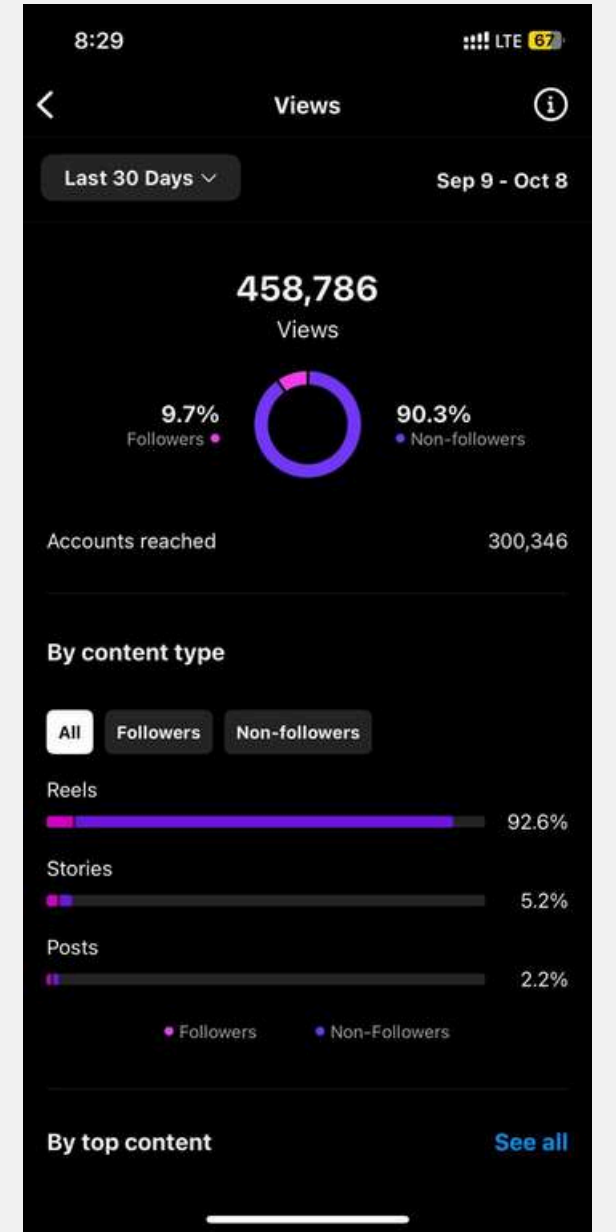 8:29 LTE 67
Views
Last 30 Days Sep 9 - Oct 8
458,786
Views
9.7% 90.3%
Followers Non-followers
Accounts reached 300,346
By content type
All Followers Non-followers
Reels
92.6%
Stories
5.2%
Posts
2.2%
Followers Non-Followers
By top content See all